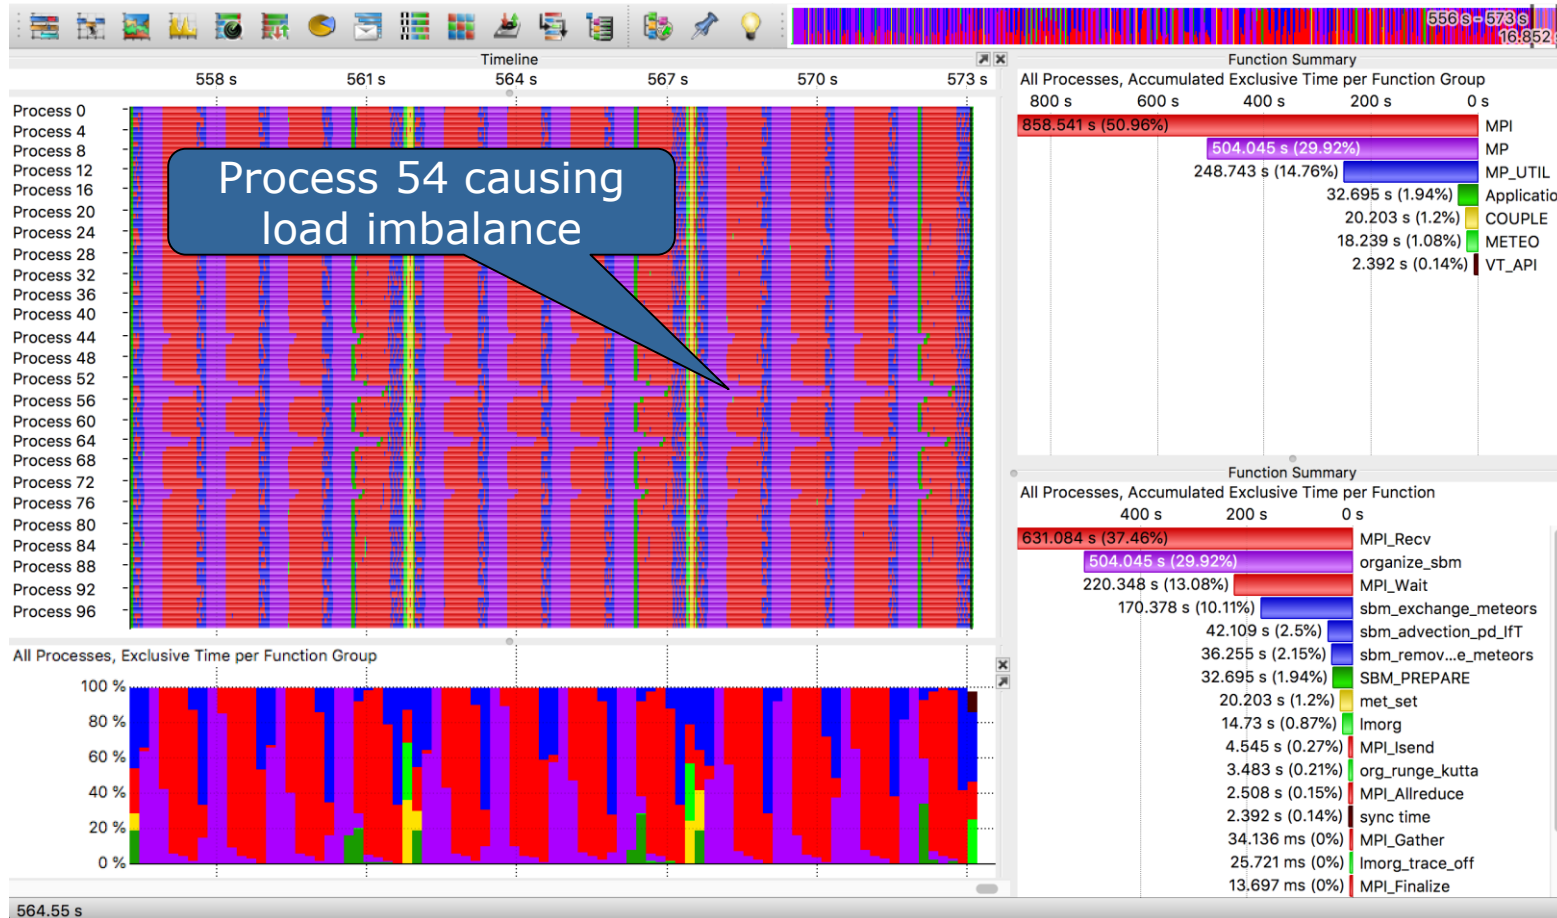 556 s - 573 s
16.852 s
Timeline
558 s 561 s 564 s 567 s 570 s 573 s
Process 0
Process 4
Process 8
Process 12
Process 16
Process 20
Process 24
Process 28
Process 32
Process 36
Process 40
Process 44
Process 48
Process 52
Process 56
Process 60
Process 64
Process 68
Process 72
Process 76
Process 80
Process 84
Process 88
Process 92
Process 96
Process 54 causing
load imbalance
All Processes, Exclusive Time per Function Group
100 %
80 %
60 %
40 %
20 %
0 %
564.55 s
Function Summary
All Processes, Accumulated Exclusive Time per Function Group
800 s 600 s 400 s 200 s 0 s
858.541 s (50.96%) MPI
504.045 s (29.92%) MP
248.743 s (14.76%) MP_UTIL
32.695 s (1.94%) Applicatio
20.203 s (1.2%) COUPLE
18.239 s (1.08%) METEO
2.392 s (0.14%) VT_API
Function Summary
All Processes, Accumulated Exclusive Time per Function
400 s 200 s 0 s
631.084 s (37.46%) MPI_Recv
504.045 s (29.92%) organize_sbm
220.348 s (13.08%) MPI_Wait
170.378 s (10.11%) sbm_exchange_meteors
42.109 s (2.5%) sbm_advection_pd_lfT
36.255 s (2.15%) sbm_remov...e_meteors
32.695 s (1.94%) SBM_PREPARE
20.203 s (1.2%) met_set
14.73 s (0.87%) lmorg
4.545 s (0.27%) MPI_Isend
3.483 s (0.21%) org_runge_kutta
2.508 s (0.15%) MPI_Allreduce
2.392 s (0.14%) sync time
34.136 ms (0%) MPI_Gather
25.721 ms (0%) lmorg_trace_off
13.697 ms (0%) MPI_Finalize